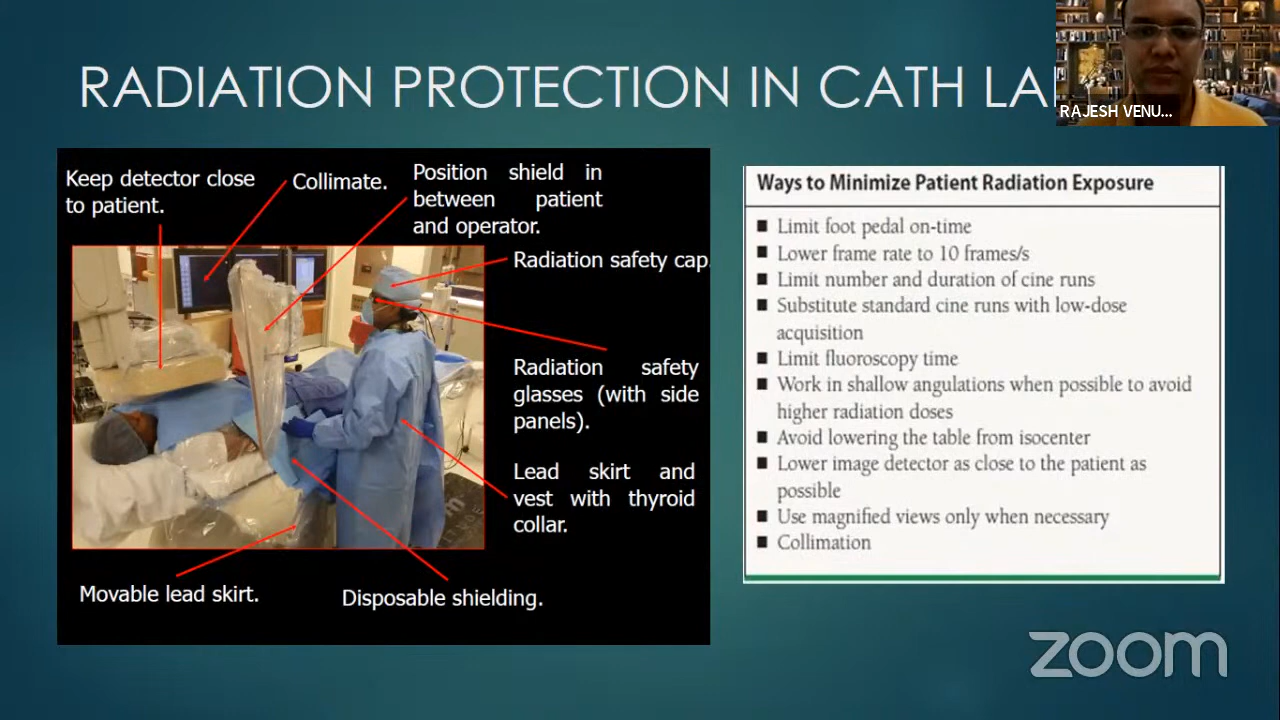 RADIATION PROTECTION IN CATH LA
RAJESH VENU...
Keep detector close
to patient.
Collimate.
Position shield in
between patient
and operator.
Radiation safety cap.
Radiation safety
glasses (with side
panels).
Lead skirt and
vest with thyroid
collar.
Movable lead skirt.
Disposable shielding.
Ways to Minimize Patient Radiation Exposure
■ Limit foot pedal on-time
■ Lower frame rate to 10 frames/s
■ Limit number and duration of cine runs
■ Substitute standard cine runs with low-dose
acquisition
■ Limit fluoroscopy time
■ Work in shallow angulations when possible to avoid
higher radiation doses
■ Avoid lowering the table from isocenter
■ Lower image detector as close to the patient as
possible
■ Use magnified views only when necessary
■ Collimation
zoom